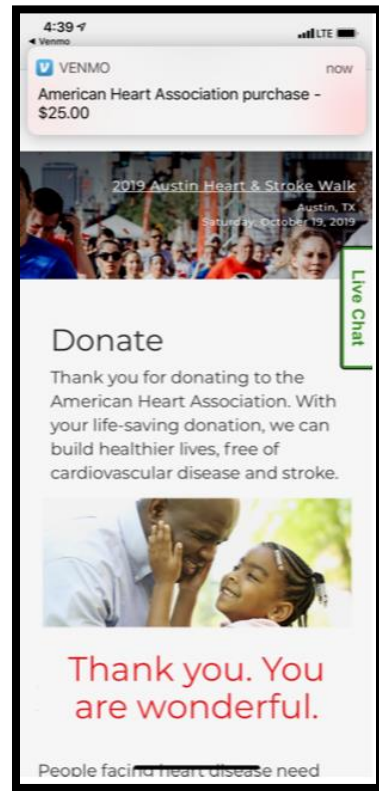 4:39
LTE
Venmo
VENMO now
American Heart Association purchase -
$25.00
2019 Austin Heart & Stroke Walk
Austin, TX
Saturday, October 19, 2019
Live Chat
Donate
Thank you for donating to the
American Heart Association. With
your life-saving donation, we can
build healthier lives, free of
cardiovascular disease and stroke.
Thank you. You
are wonderful.
People facing heart disease need